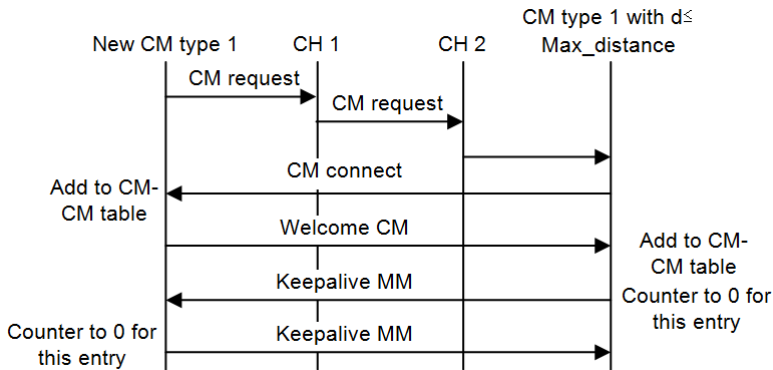 CM type 1 with d≤
Max_distance
New CM type 1
CH 1
CH 2
CM request
CM request
CM connect
Add to CM-
CM table
Welcome CM
Add to CM-
CM table
Keepalive MM
Counter to 0 for
this entry
Counter to 0 for
this entry
Keepalive MM